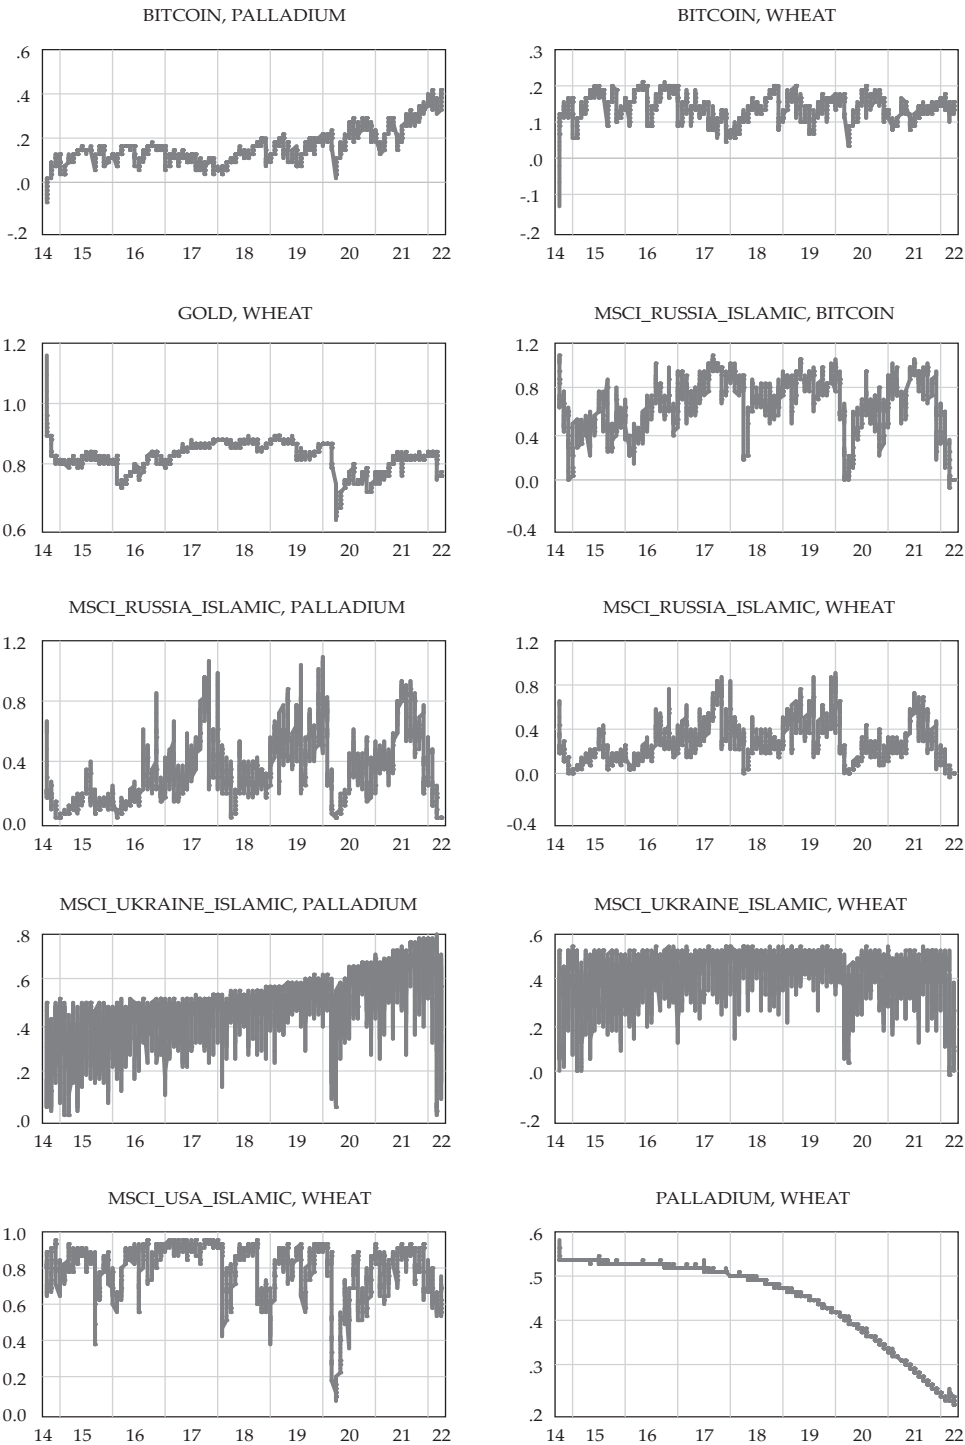 BITCOIN, PALLADIUM
.6
.4
.2
.0
-.2
14 15 16 17 18 19 20 21 22
BITCOIN, WHEAT
.3
.2
.1
.0
-.1
-.2
14 15 16 17 18 19 20 21 22
GOLD, WHEAT
1.2
1.0
0.8
0.6
14 15 16 17 18 19 20 21 22
MSCI_RUSSIA_ISLAMIC, BITCOIN
1.2
0.8
0.4
0.0
-0.4
14 15 16 17 18 19 20 21 22
MSCI_RUSSIA_ISLAMIC, PALLADIUM
1.2
0.8
0.4
0.0
14 15 16 17 18 19 20 21 22
MSCI_RUSSIA_ISLAMIC, WHEAT
1.2
0.8
0.4
0.0
-0.4
14 15 16 17 18 19 20 21 22
MSCI_UKRAINE_ISLAMIC, PALLADIUM
.8
.6
.4
.2
.0
14 15 16 17 18 19 20 21 22
MSCI_UKRAINE_ISLAMIC, WHEAT
.6
.4
.2
.0
-.2
14 15 16 17 18 19 20 21 22
MSCI_USA_ISLAMIC, WHEAT
1.0
0.8
0.6
0.4
0.2
0.0
14 15 16 17 18 19 20 21 22
PALLADIUM, WHEAT
.6
.5
.4
.3
.2
14 15 16 17 18 19 20 21 22